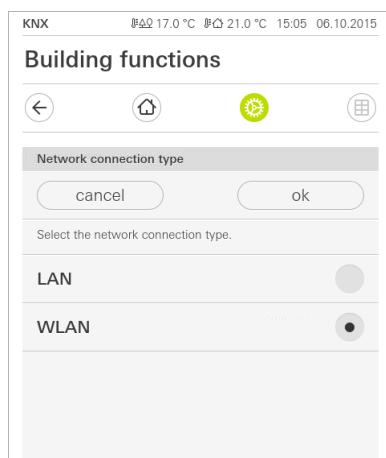 KNX 17.0 °C 21.0 °C 15:05 06.10.2015
Building functions
Network connection type
cancel ok
Select the network connection type.
LAN
WLAN